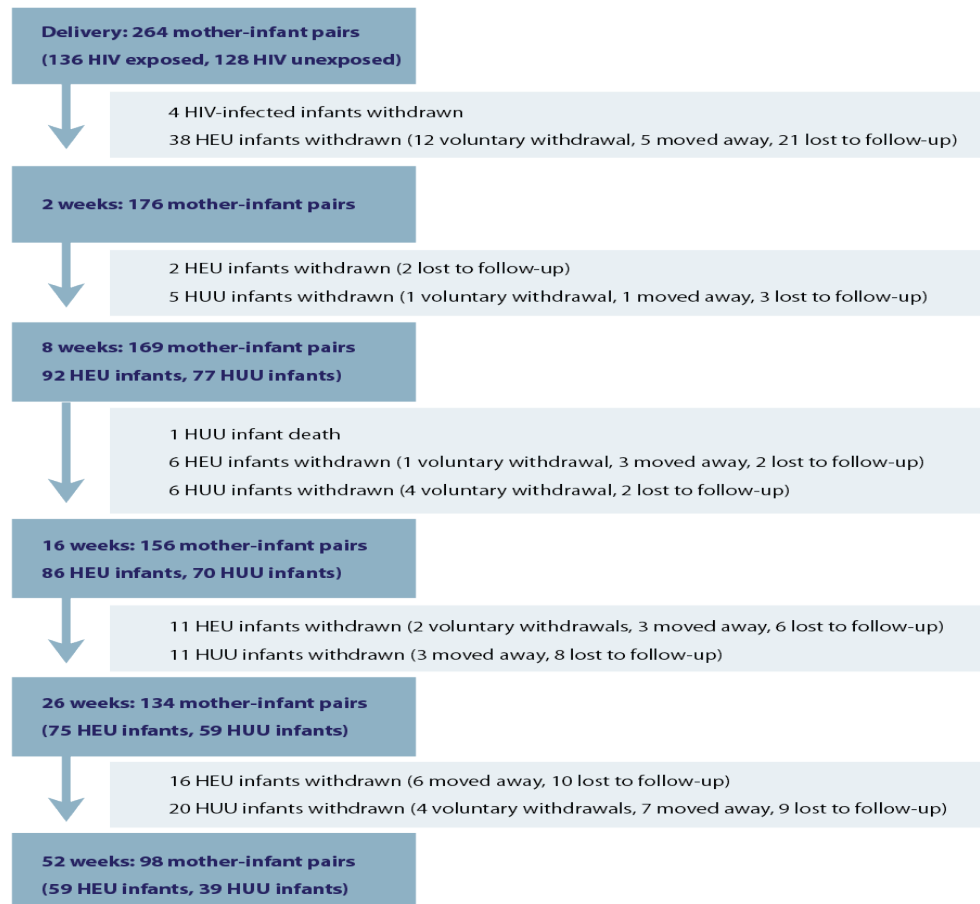 Delivery: 264 mother-infant pairs
(136 HIV exposed, 128 HIV unexposed)
4 HIV-infected infants withdrawn
38 HEU infants withdrawn (12 voluntary withdrawal, 5 moved away, 21 lost to follow-up)
2 weeks: 176 mother-infant pairs
2 HEU infants withdrawn (2 lost to follow-up)
5 HUU infants withdrawn (1 voluntary withdrawal, 1 moved away, 3 lost to follow-up)
8 weeks: 169 mother-infant pairs
92 HEU infants, 77 HUU infants)
1 HUU infant death
6 HEU infants withdrawn (1 voluntary withdrawal, 3 moved away, 2 lost to follow-up)
6 HUU infants withdrawn (4 voluntary withdrawal, 2 lost to follow-up)
16 weeks: 156 mother-infant pairs
86 HEU infants, 70 HUU infants)
11 HEU infants withdrawn (2 voluntary withdrawals, 3 moved away, 6 lost to follow-up)
11 HUU infants withdrawn (3 moved away, 8 lost to follow-up)
26 weeks: 134 mother-infant pairs
(75 HEU infants, 59 HUU infants)
16 HEU infants withdrawn (6 moved away, 10 lost to follow-up)
20 HUU infants withdrawn (4 voluntary withdrawals, 7 moved away, 9 lost to follow-up)
52 weeks: 98 mother-infant pairs
(59 HEU infants, 39 HUU infants)